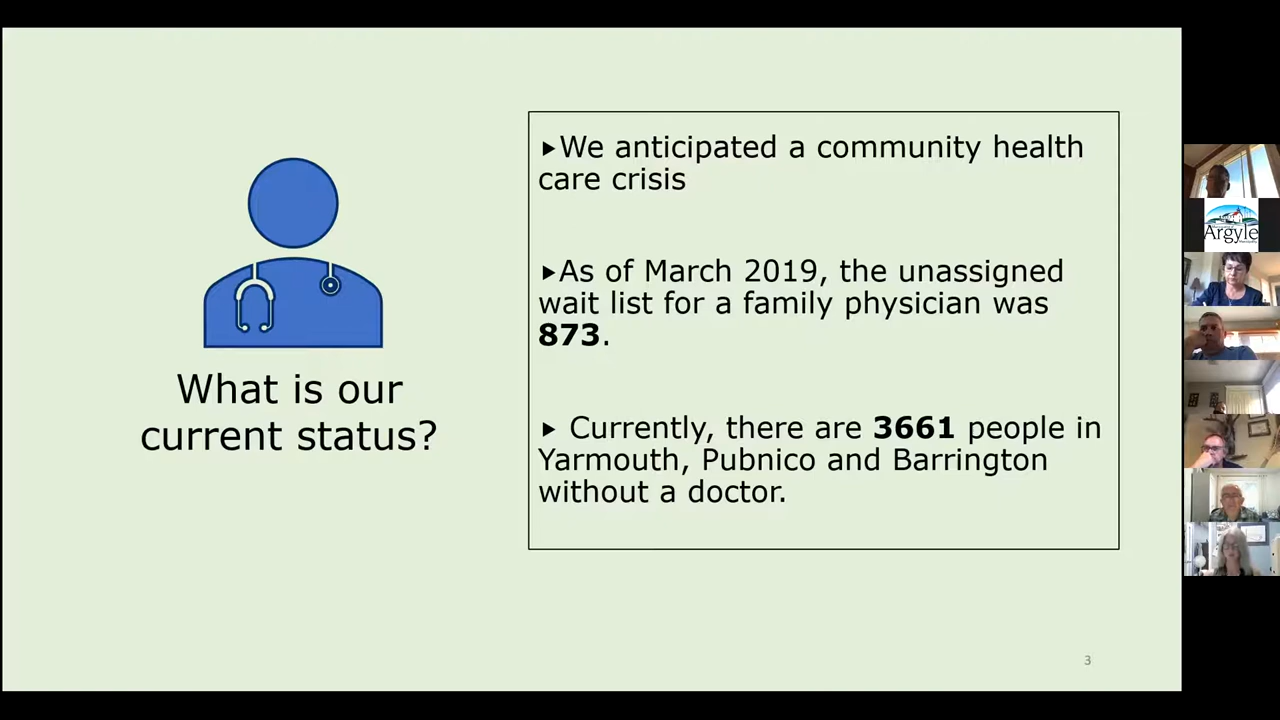 What is our
current status?
▶We anticipated a community health
care crisis
▶As of March 2019, the unassigned
wait list for a family physician was
873.
▶ Currently, there are 3661 people in
Yarmouth, Pubnico and Barrington
without a doctor.
3
Argyle